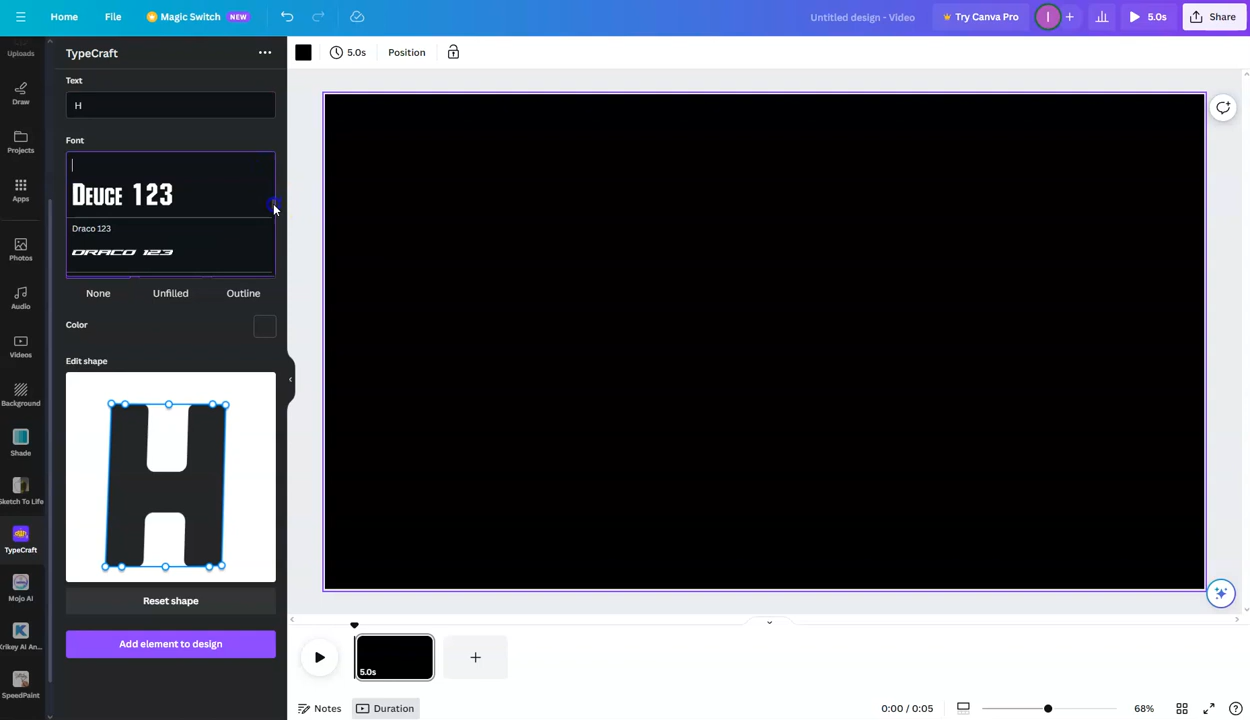 Home
File
Magic Switch NEW
Untitled design - Video
Try Canva Pro
I
5.0s
Share
Uploads
Draw
Projects
Apps
Photos
Audio
Videos
Background
Shade
Sketch To Life
TypeCraft
Mojo AI
Krikey AI An...
SpeedPaint
TypeCraft
Text
H
Font
Deuce 123
Draco 123
DRACO 123
None
Unfilled
Outline
Color
Edit shape
H
Reset shape
Add element to design
5.0s
Position
5.0s
Notes
Duration
0:00 / 0:05
68%